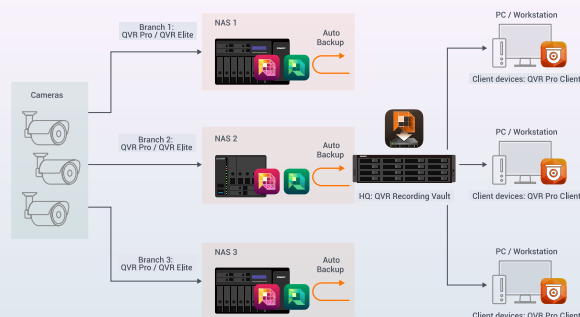 Cameras
Branch 1:
QVR Pro / QVR Elite
NAS 1
Auto
Backup
Branch 2:
QVR Pro / QVR Elite
NAS 2
Auto
Backup
Branch 3:
QVR Pro / QVR Elite
NAS 3
Auto
Backup
HQ: QVR Recording Vault
PC / Workstation
Client devices: QVR Pro Client
PC / Workstation
Client devices: QVR Pro Client
PC / Workstation
Client devices: QVR Pro Client